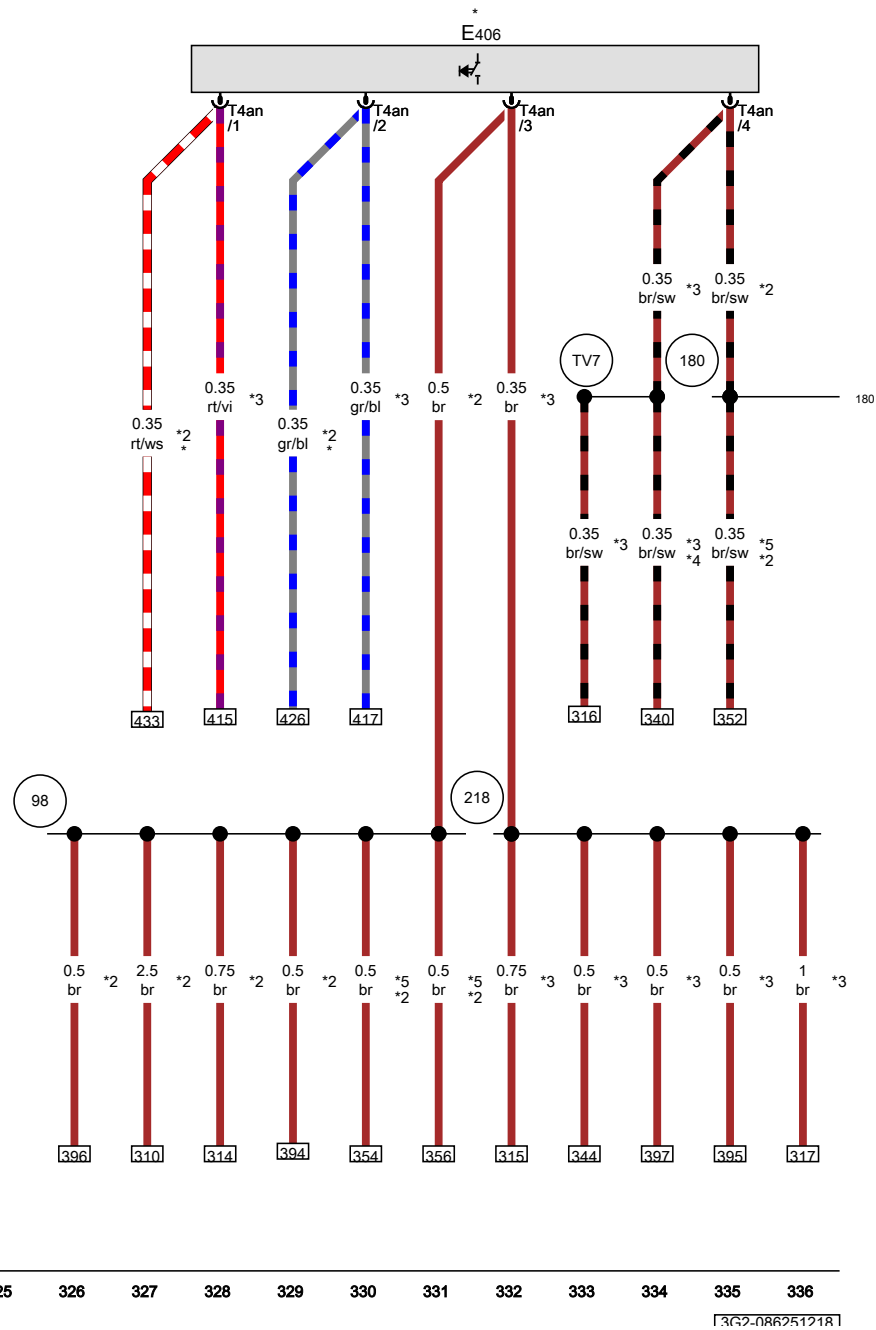 *
E406
T4an
/1
T4an
/2
T4an
/3
T4an
/4
0.35
br/sw
*3
0.35
br/sw
*2
TV7
180
180
0.35
rt/ws
*2
*
0.35
rt/vi
*3
0.35
gr/bl
*2
*
0.35
gr/bl
*3
0.5
br
*2
0.35
br
*3
0.35
br/sw
*3
0.35
br/sw
*3
*4
0.35
br/sw
*5
*2
433
415
426
417
316
340
352
98
218
0.5
br
*2
2.5
br
*2
0.75
br
*2
0.5
br
*2
0.5
br
*5
*2
0.5
br
*5
*2
0.75
br
*3
0.5
br
*3
0.5
br
*3
0.5
br
*3
1
br
*3
396
310
314
394
354
356
315
344
397
395
317
25 326 327 328 329 330 331 332 333 334 335 336
3G2-086251218